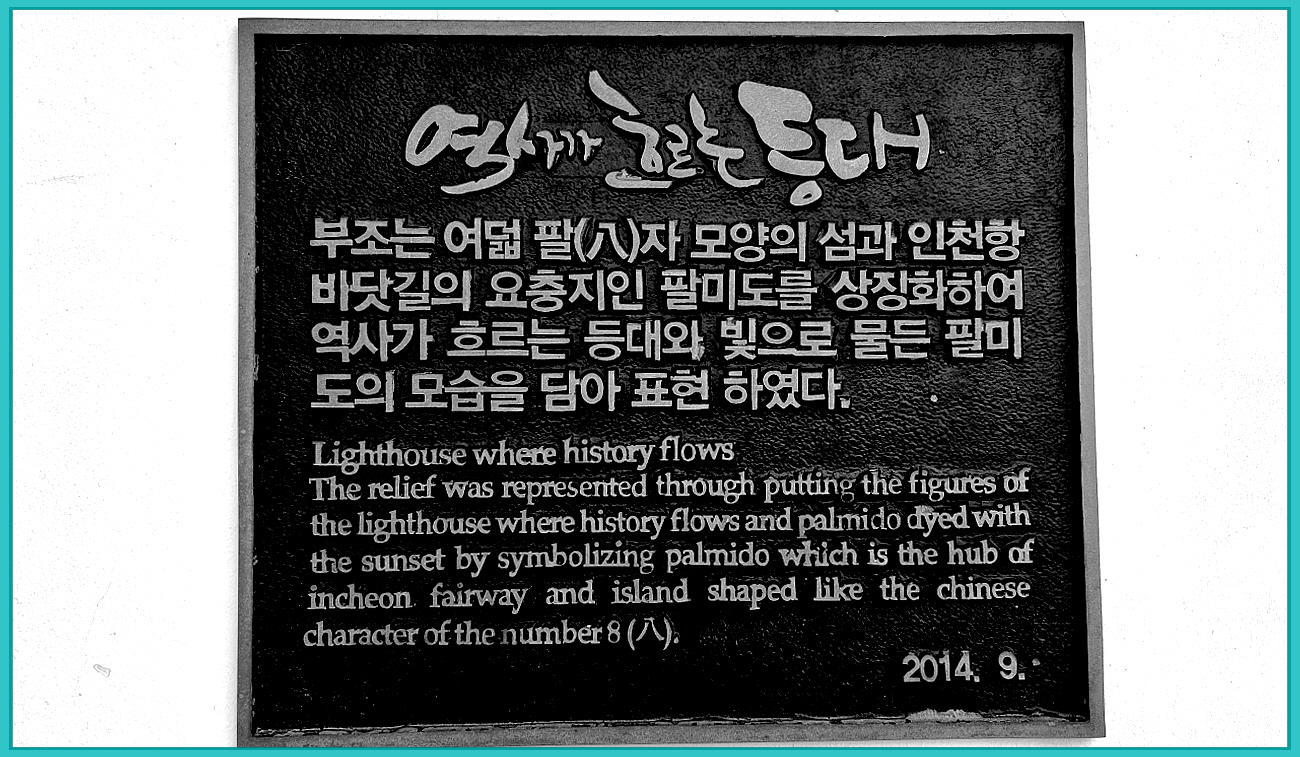 역사가 흐르는 등대
부조는 여덟 팔(八)자 모양의 섬과 인천항
바닷길의 요충지인 팔미도를 상징화하여
역사가 흐르는 등대와 빛으로 물든 팔미
도의 모습을 담아 표현 하였다.
Lighthouse where history flows
The relief was represented through putting the figures of
the lighthouse where history flows and palmido dyed with
the sunset by symbolizing palmido which is the hub of
incheon fairway and island shaped like the chinese
character of the number 8 (八).
2014. 9.